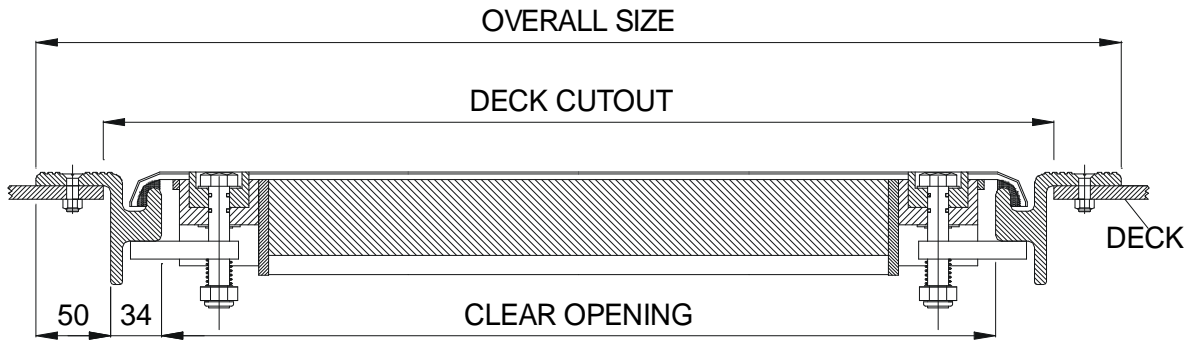 OVERALL SIZE
DECK CUTOUT
DECK
50 34 CLEAR OPENING